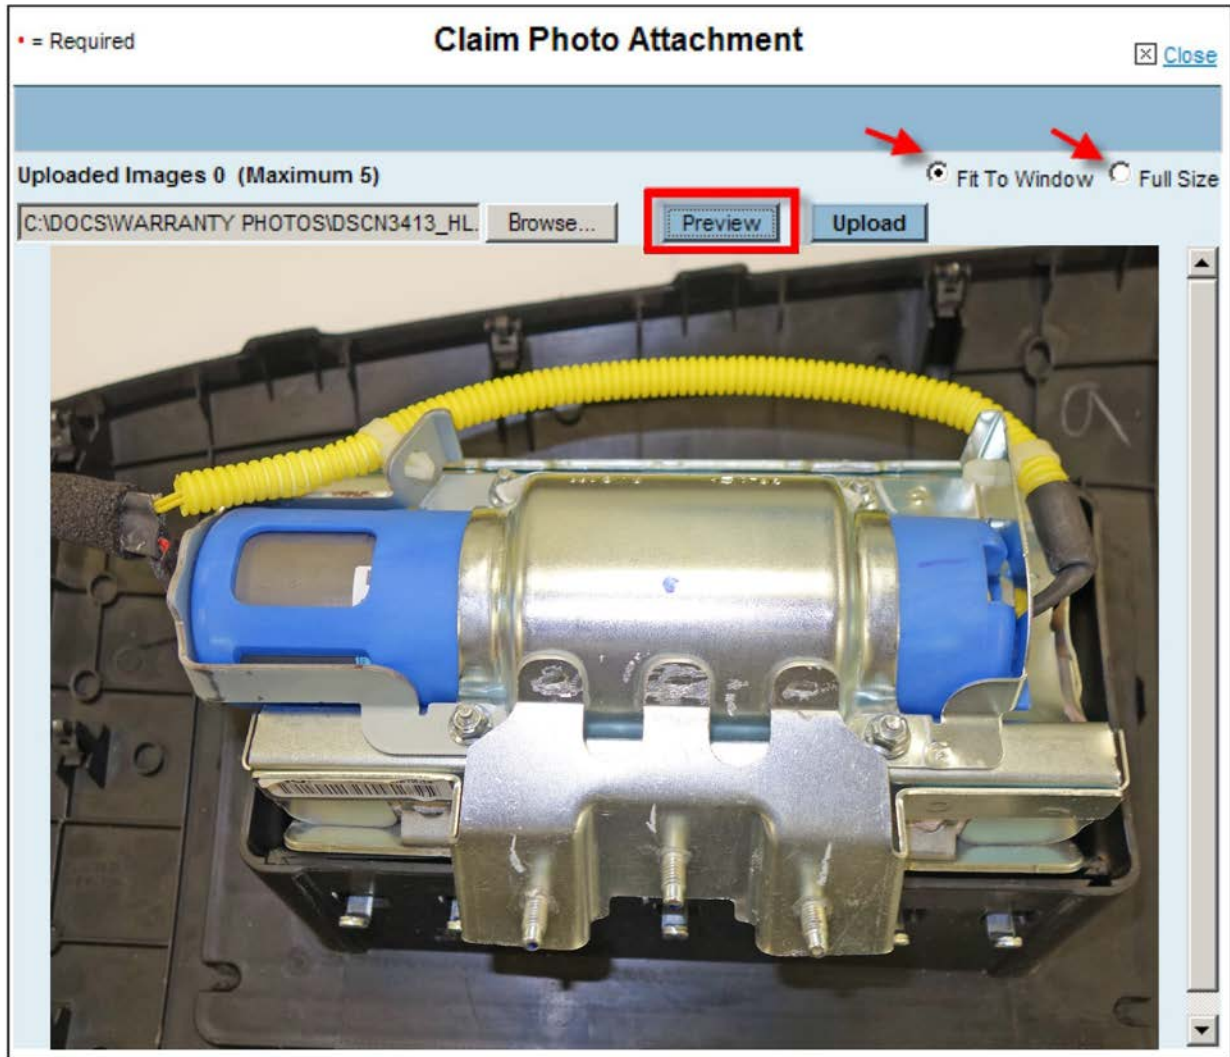 • = Required
Claim Photo Attachment
Close
Uploaded Images 0 (Maximum 5)
Fit To Window
Full Size
C:\DOCS\WARRANTY PHOTOS\DSCN3413_HL.
Browse...
Preview
Upload